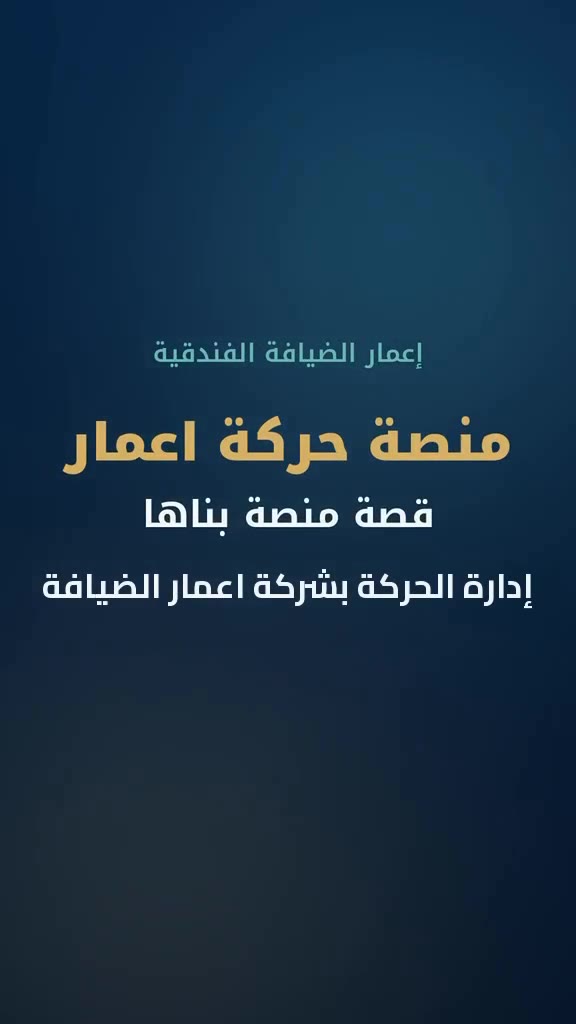 إعمار الضيافة الفندقية
منصة حركة اعمار
قصة منصة بناها
إدارة الحركة بشركة اعمار الضيافة